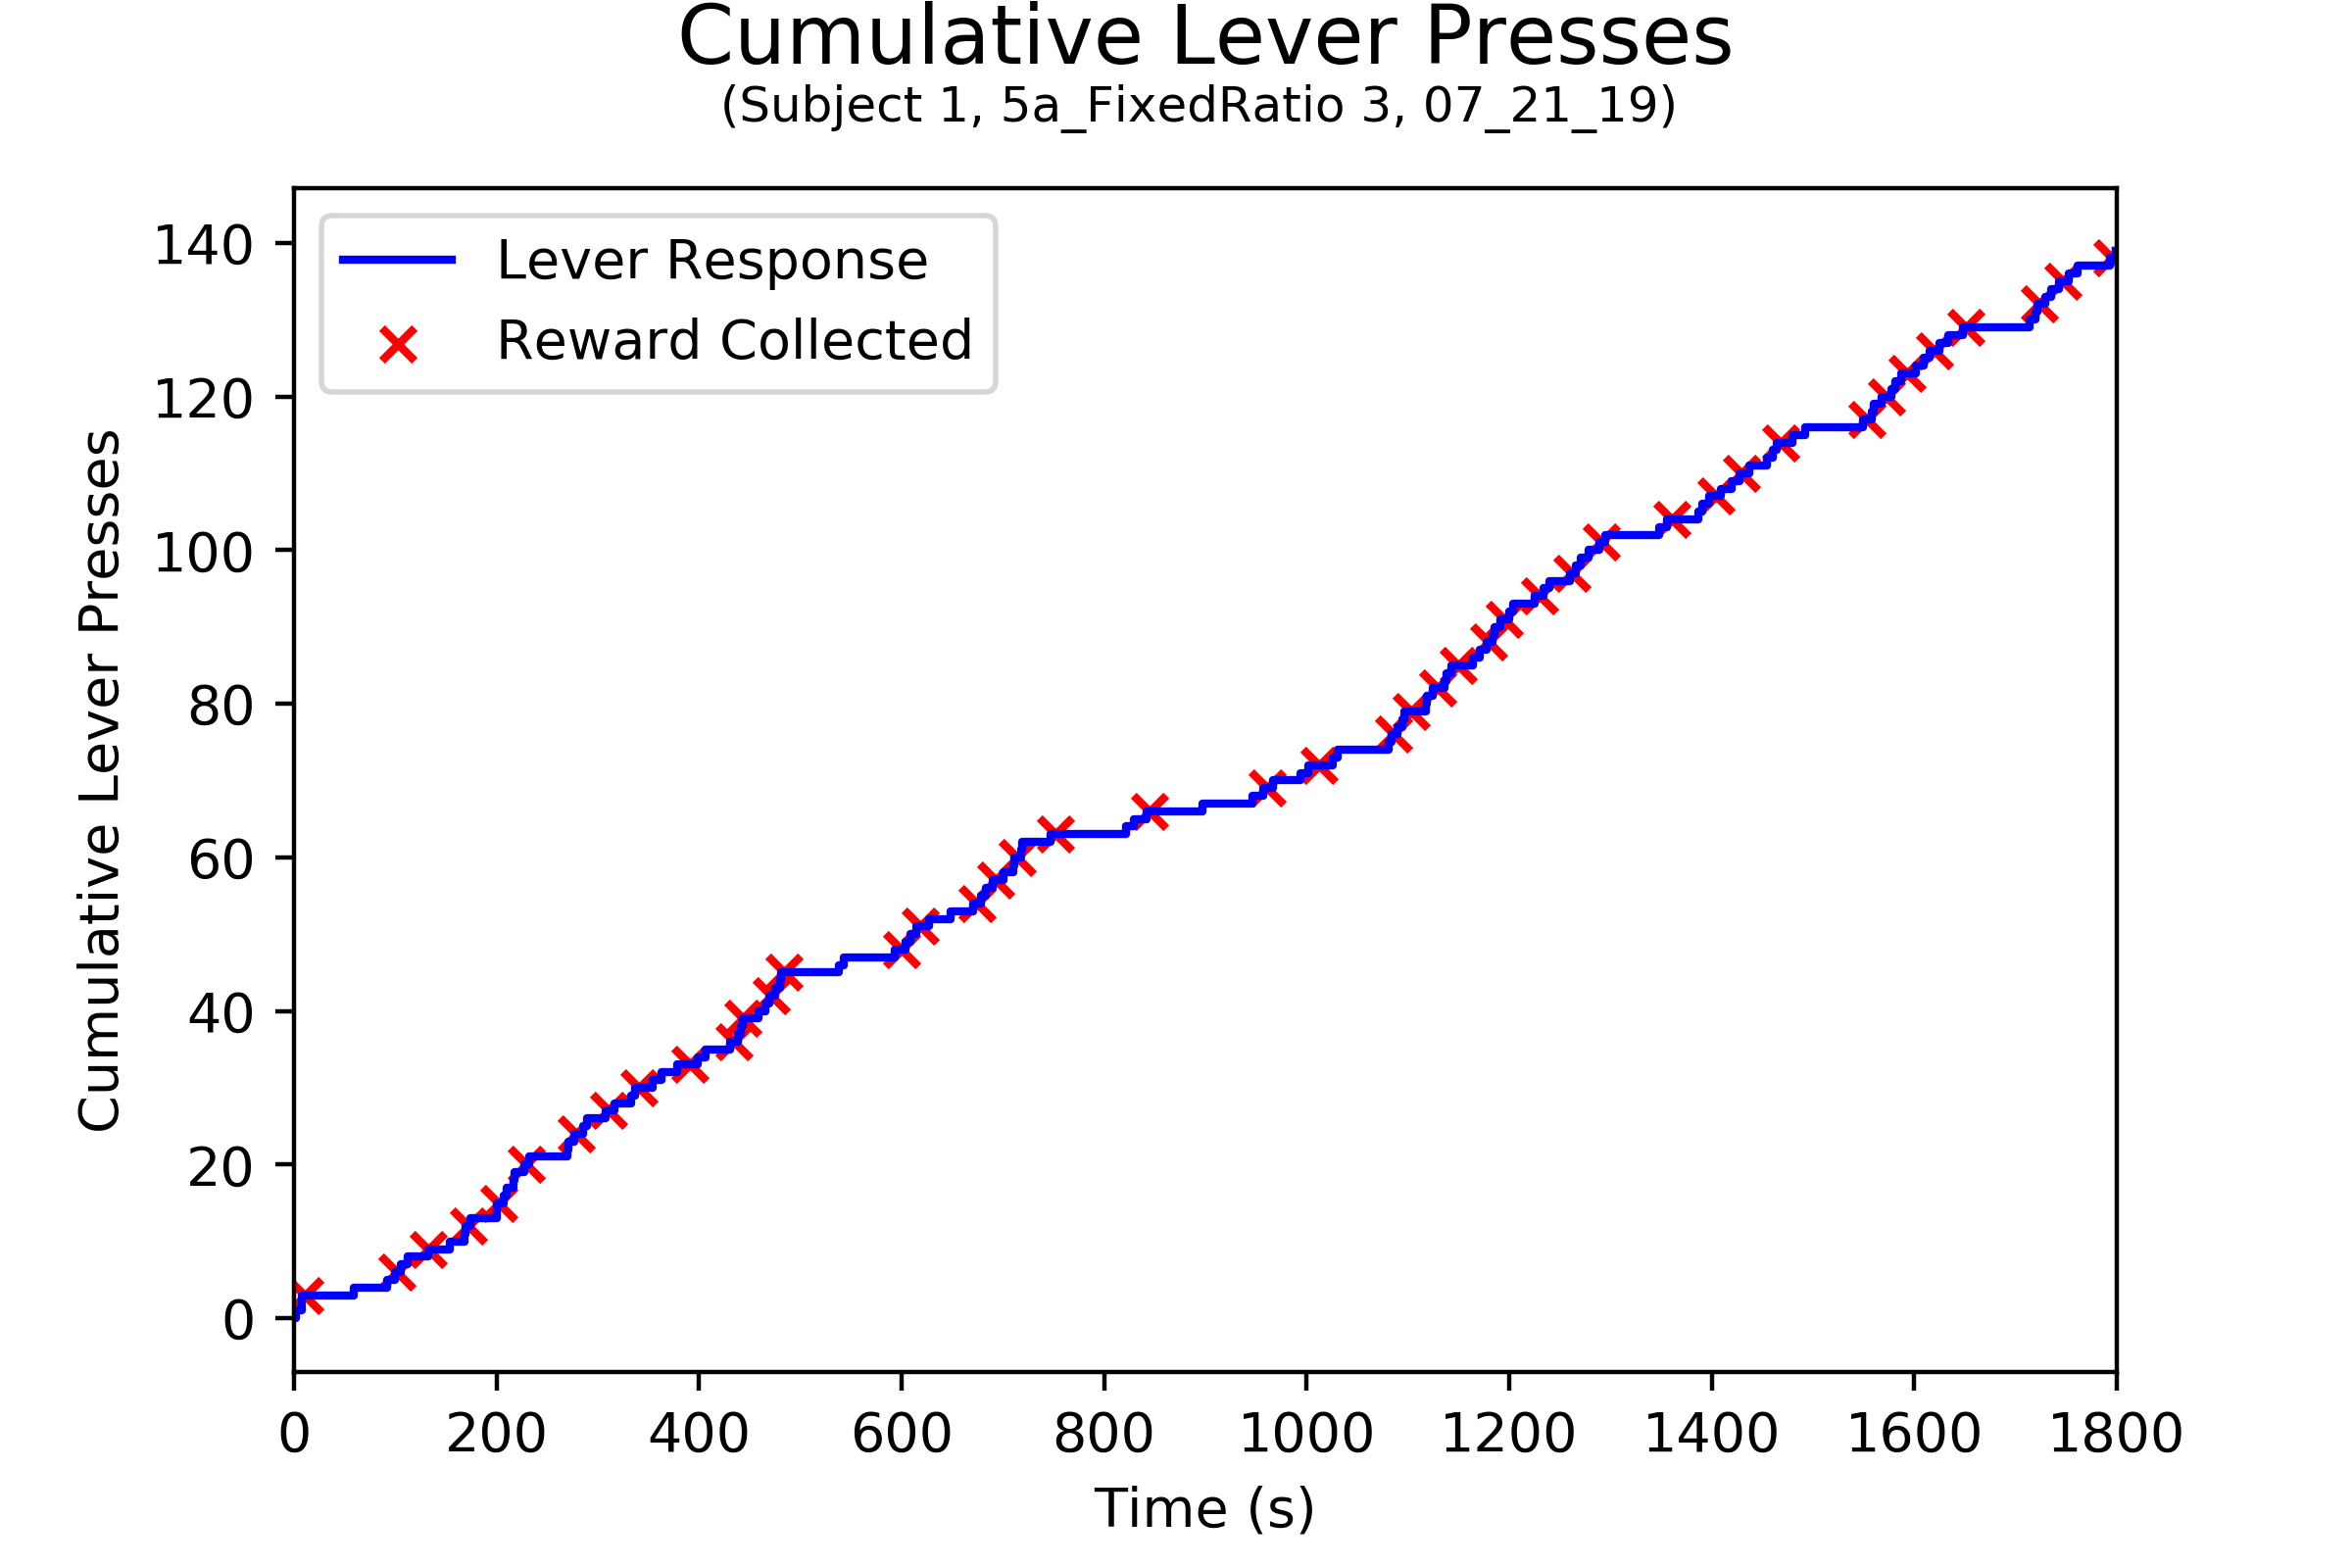 Cumulative Lever Presses
(Subject 1, 5a_FixedRatio 3, 07_21_19)
Lever Response
Reward Collected
Cumulative Lever Presses
140
120
100
80
60
40
20
0
0 200 400 600 800 1000 1200 1400 1600 1800
Time (s)